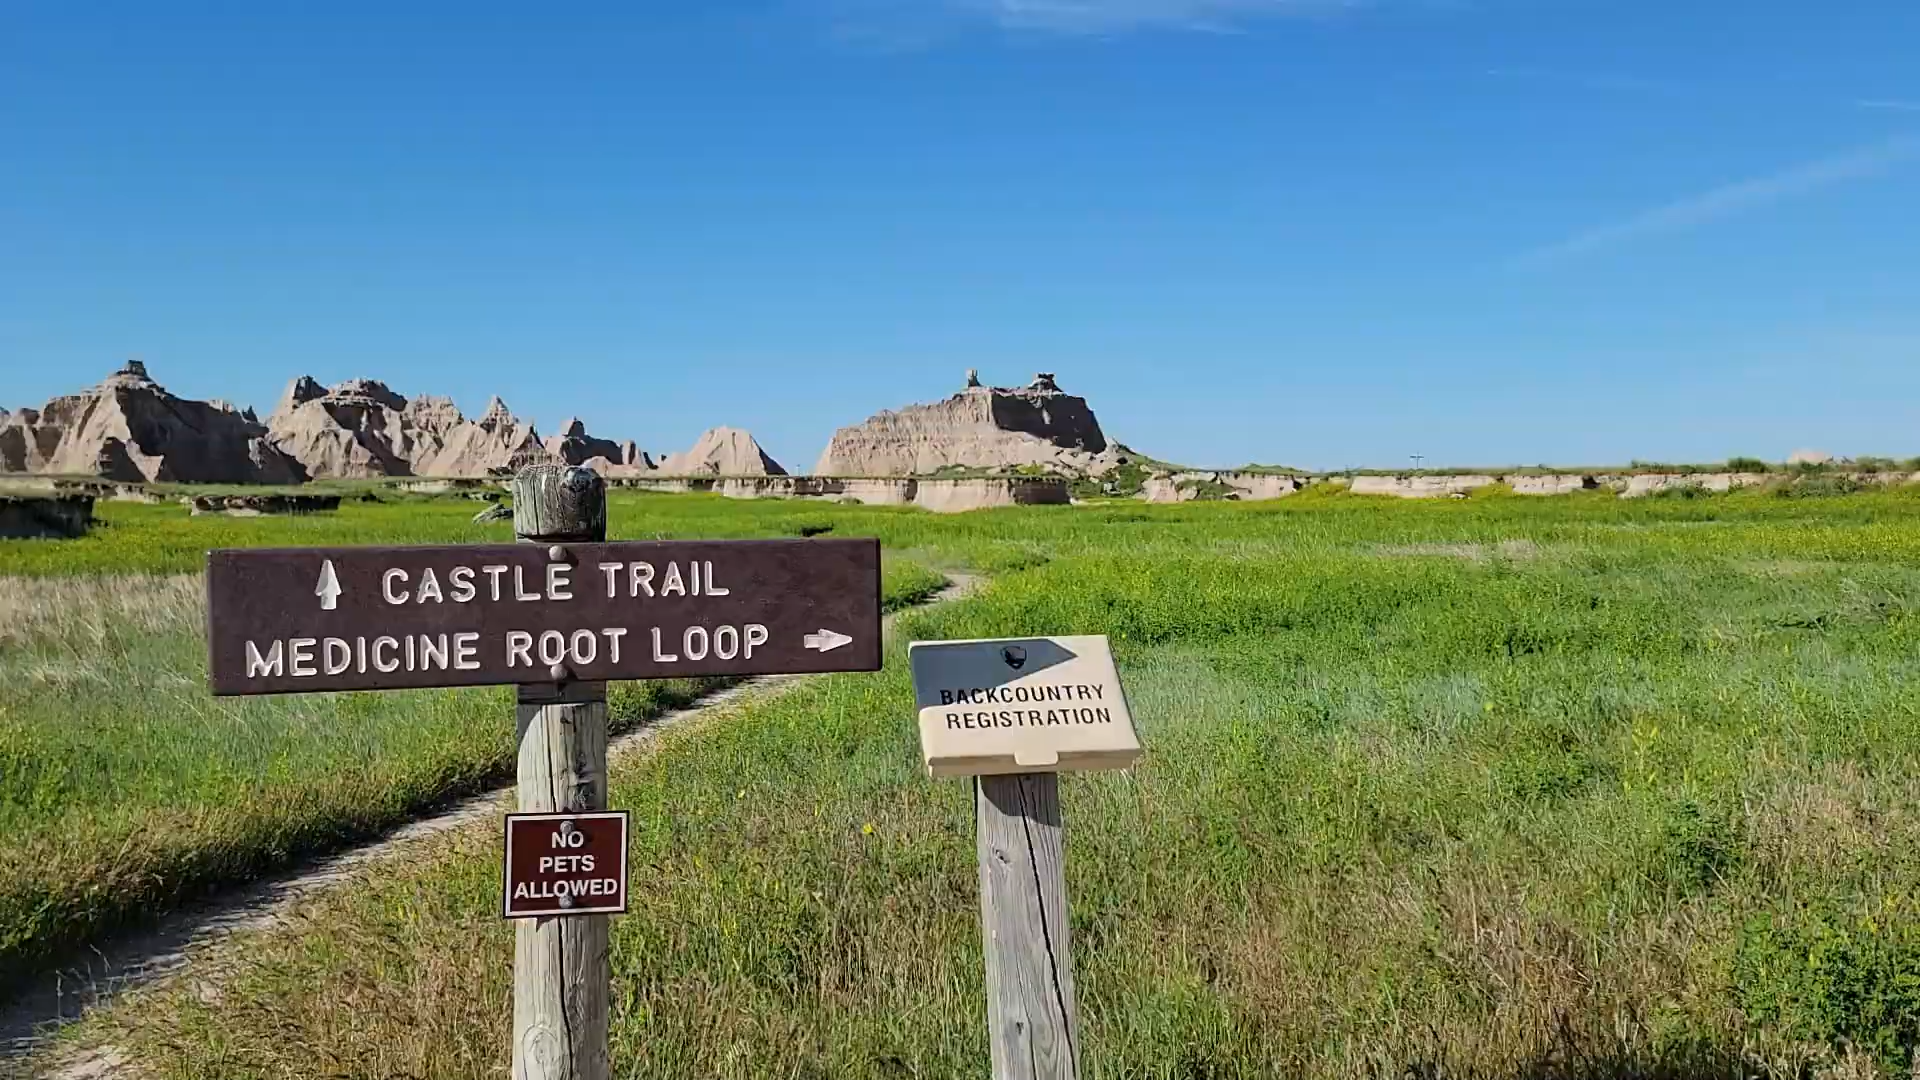 CASTLE TRAIL
MEDICINE ROOT LOOP
BACKCOUNTRY
REGISTRATION
NO
PETS
ALLOWED